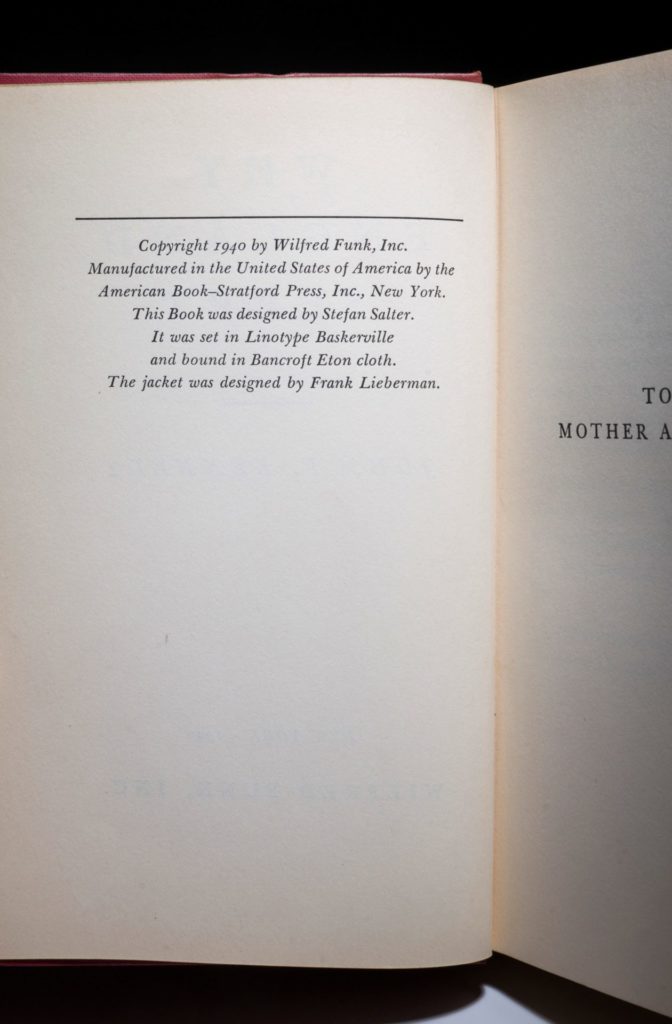 Copyright 1940 by Wilfred Funk, Inc.
Manufactured in the United States of America by the
American Book–Stratford Press, Inc., New York.
This Book was designed by Stefan Salter.
It was set in Linotype Baskerville
and bound in Bancroft Eton cloth.
The jacket was designed by Frank Lieberman.
TO
MOTHER A